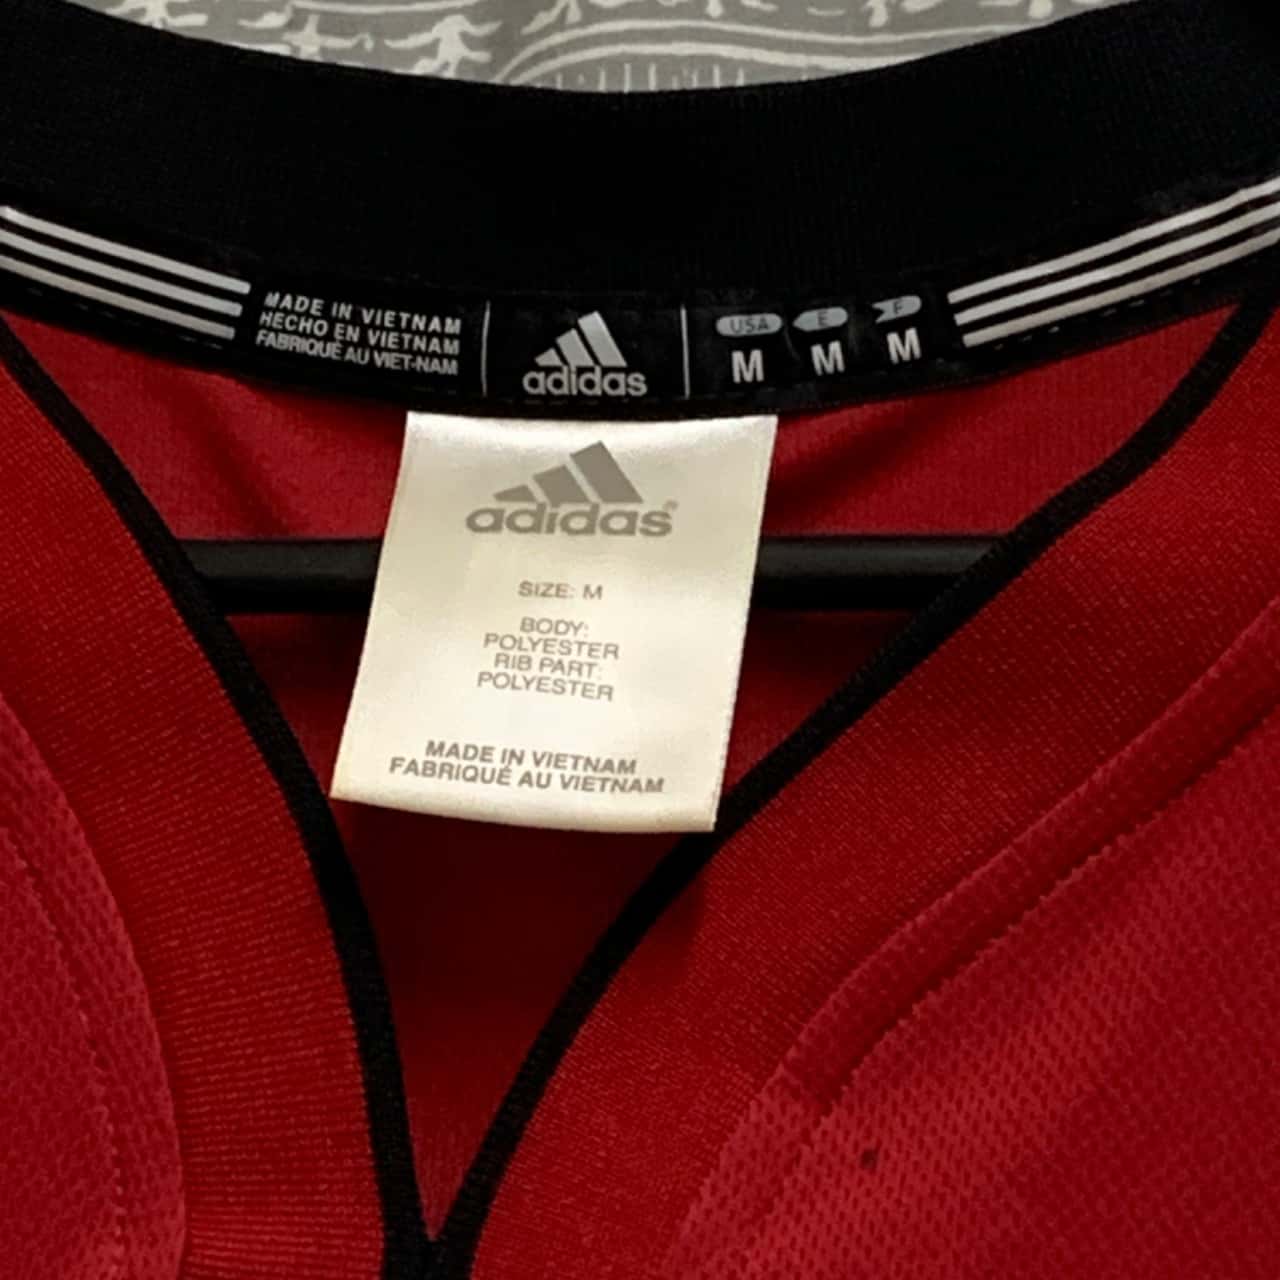 MADE IN VIETNAM
HECHO EN VIETNAM
FABRIQUÉ AU VIET-NAM
adidas
USA E F
M M M
adidas®
SIZE: M
BODY:
POLYESTER
RIB PART:
POLYESTER
MADE IN VIETNAM
FABRIQUÉ AU VIETNAM